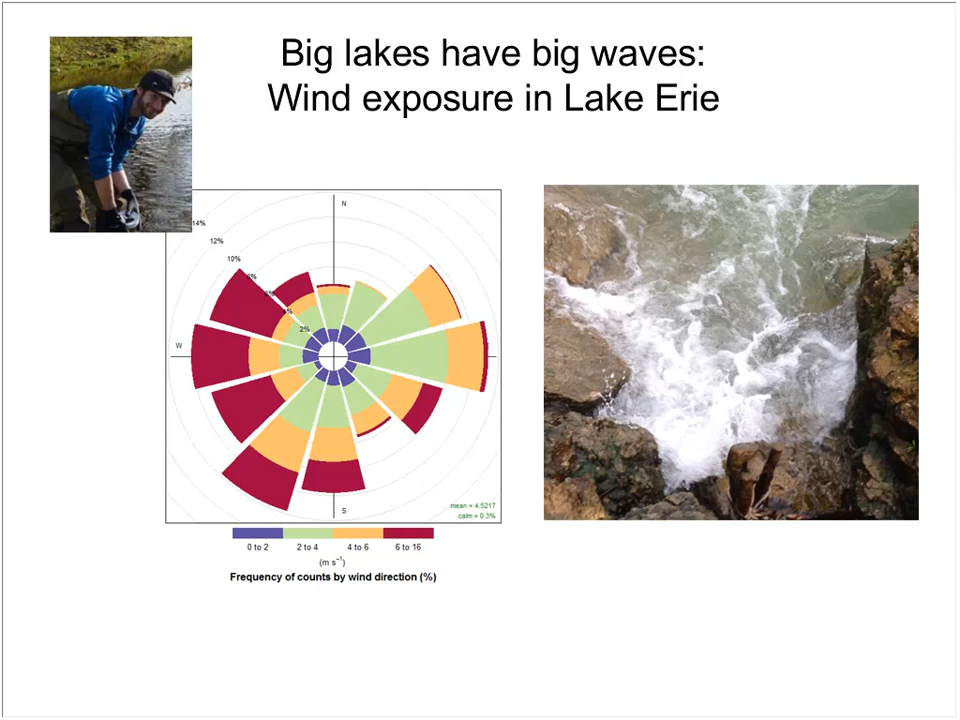 Big lakes have big waves:
Wind exposure in Lake Erie
N
14%
12%
10%
8%
2%
W
S
mean = 4.5217
calm = 0.3%
0 to 2
2 to 4
4 to 6
6 to 16
(m s⁻¹)
Frequency of counts by wind direction (%)